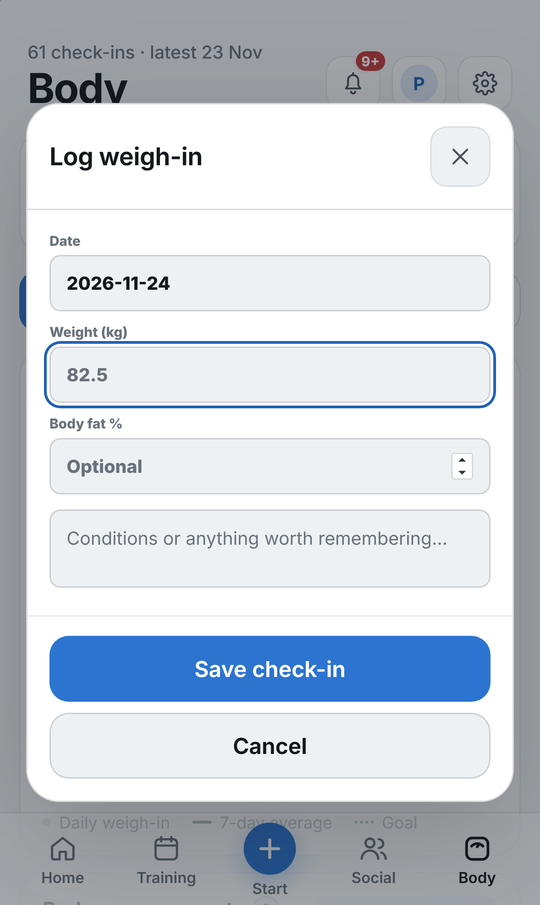 61 check-ins · latest 23 Nov
Body
9+
P
Log weigh-in
Date
2026-11-24
Weight (kg)
82.5
Body fat %
Optional
Conditions or anything worth remembering...
Save check-in
Cancel
Daily weigh-in 7-day average Goal
Home Training Start Social Body